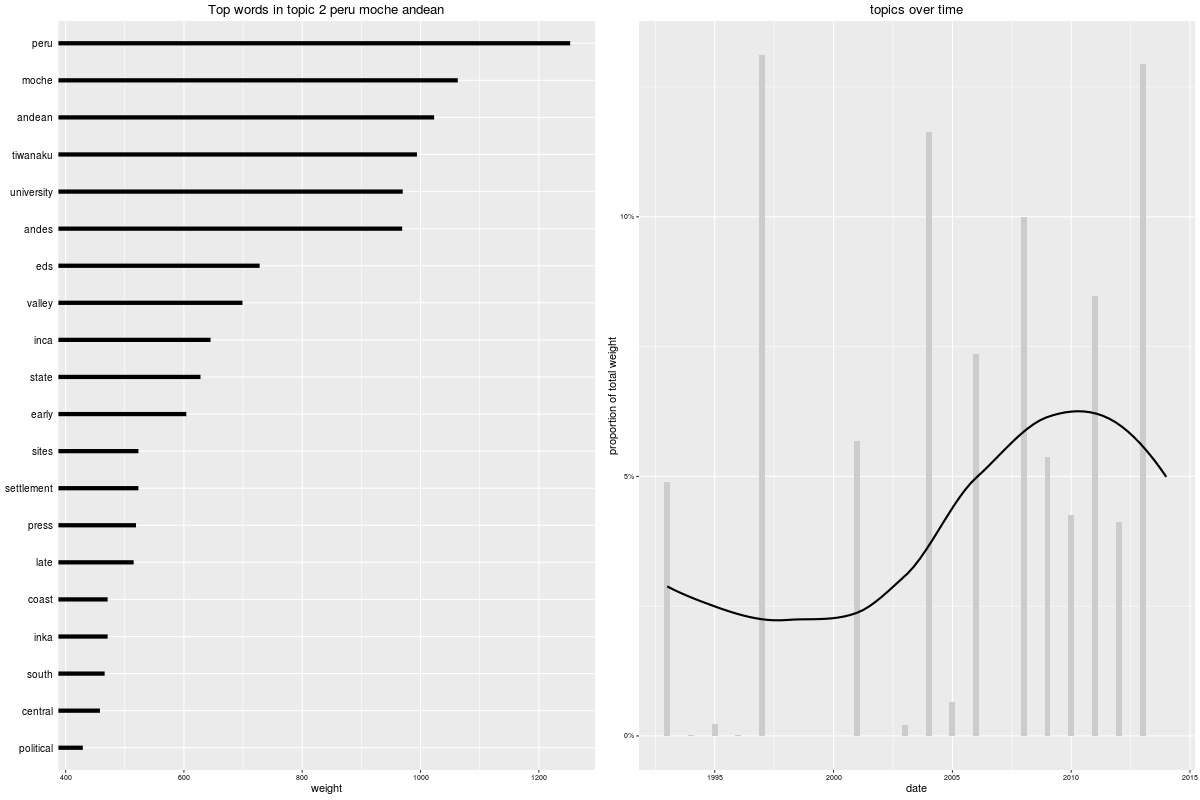 Top words in topic 2 peru moche andean
peru
moche
andean
tiwanaku
university
andes
eds
valley
inca
state
early
sites
settlement
press
late
coast
inka
south
central
political
400 600 800 1000 1200
weight
topics over time
proportion of total weight
10%
5%
0%
1995 2000 2005 2010 2015
date